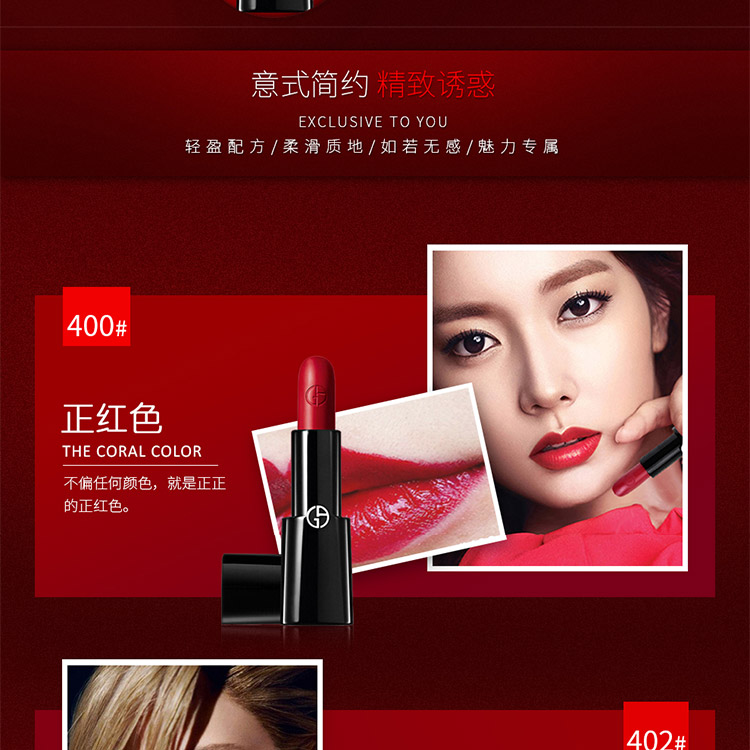 意式简约 精致诱惑
EXCLUSIVE TO YOU
轻盈配方/柔滑质地/如若无感/魅力专属
400#
正红色
THE CORAL COLOR
不偏任何颜色，就是正正
的正红色。
402#